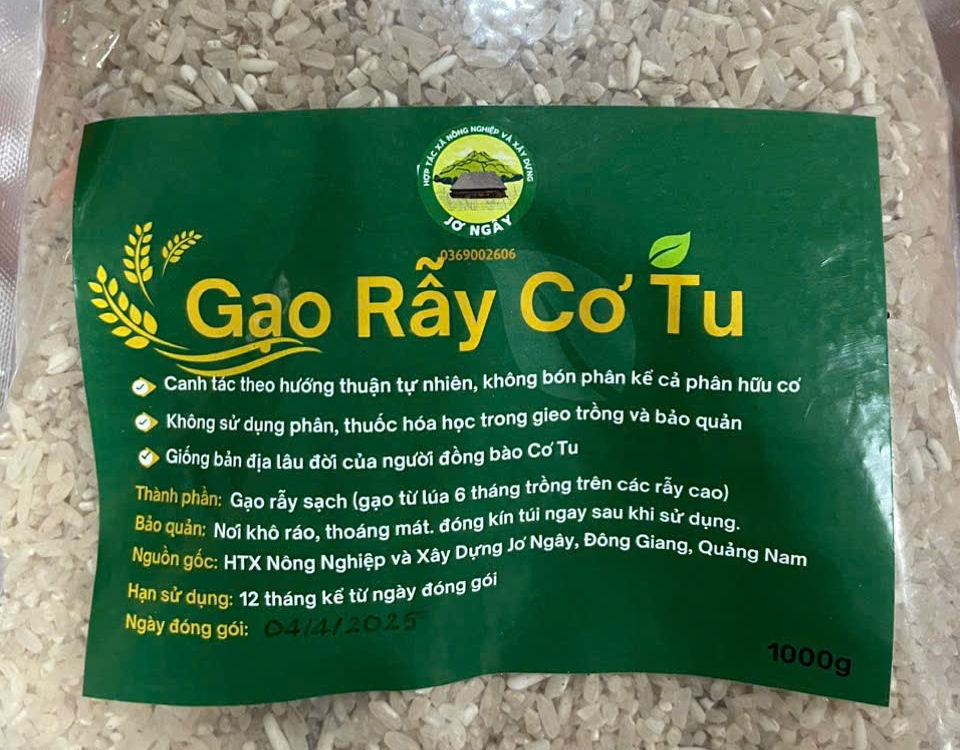 HỢP TÁC XÃ NÔNG NGHIỆP VÀ XÂY DỰNG
JƠ NGÂY
0369002606
Gạo Rẫy Cơ Tu
Canh tác theo hướng thuận tự nhiên, không bón phân kể cả phân hữu cơ
Không sử dụng phân, thuốc hóa học trong gieo trồng và bảo quản
Giống bản địa lâu đời của người đồng bào Cơ Tu
Thành phần: Gạo rẫy sạch (gạo từ lúa 6 tháng trồng trên các rẫy cao)
Bảo quản: Nơi khô ráo, thoáng mát. đóng kín túi ngay sau khi sử dụng.
Nguồn gốc: HTX Nông Nghiệp và Xây Dựng Jơ Ngây, Đông Giang, Quảng Nam
Hạn sử dụng: 12 tháng kể từ ngày đóng gói
Ngày đóng gói: 04/4/2025
1000g